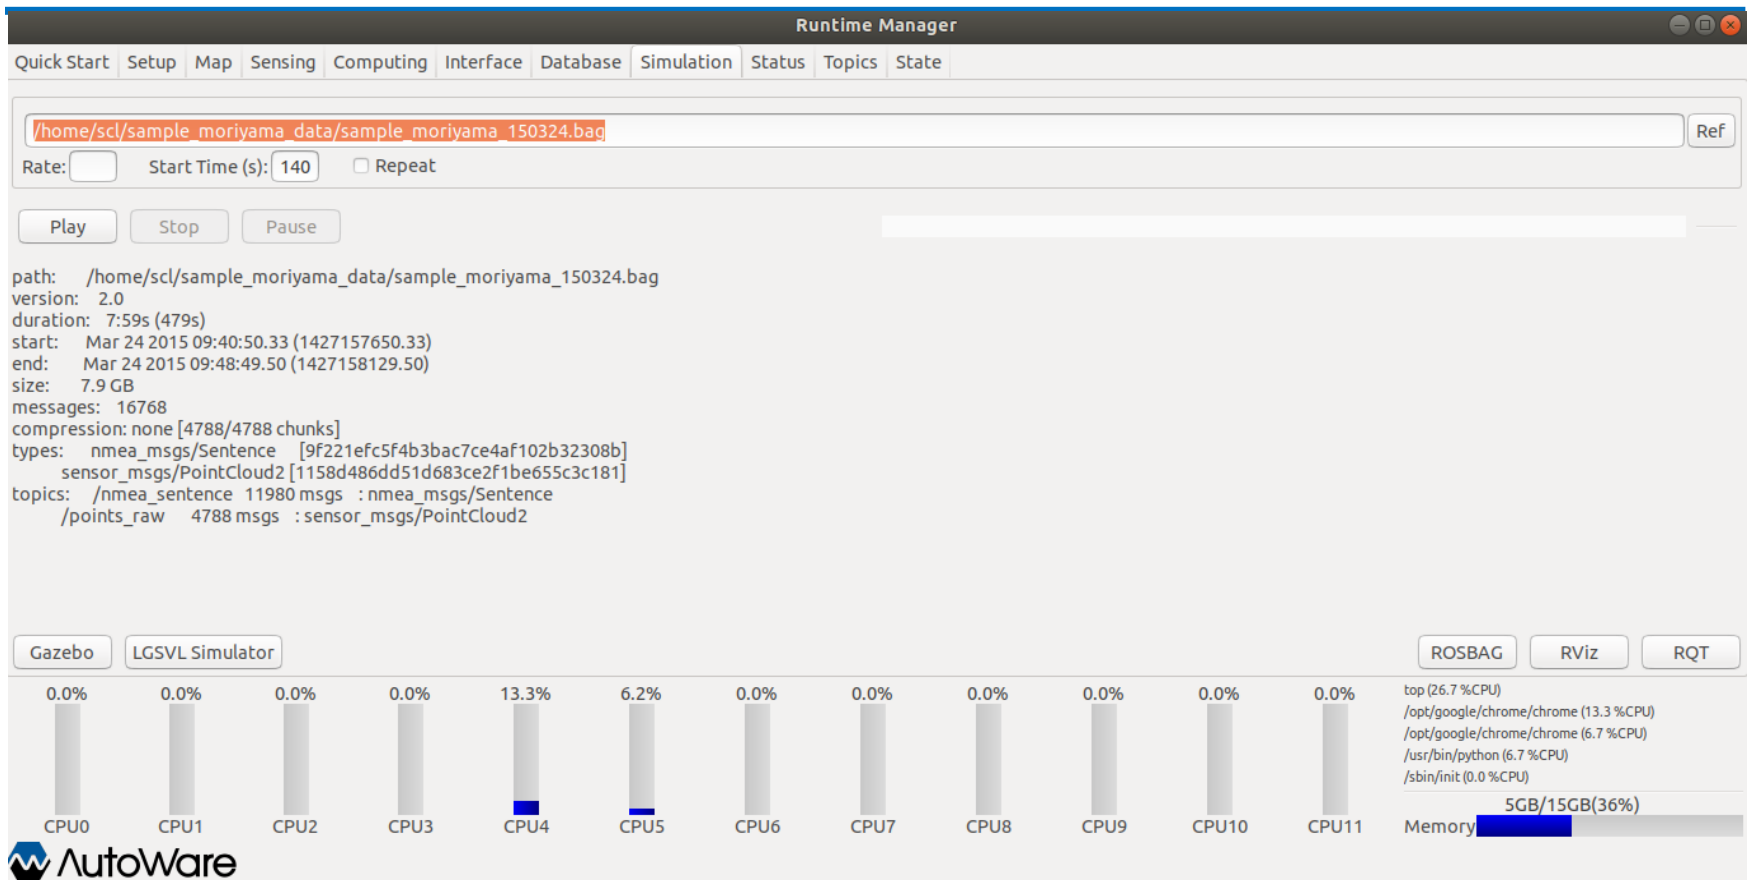 Runtime Manager
Quick Start Setup Map Sensing Computing Interface Database Simulation Status Topics State
/home/scl/sample_moriyama_data/sample_moriyama_150324.bag Ref
Rate: Start Time (s): 140 Repeat
Play Stop Pause
path: /home/scl/sample_moriyama_data/sample_moriyama_150324.bag
version: 2.0
duration: 7:59s (479s)
start: Mar 24 2015 09:40:50.33 (1427157650.33)
end: Mar 24 2015 09:48:49.50 (1427158129.50)
size: 7.9 GB
messages: 16768
compression: none [4788/4788 chunks]
types: nmea_msgs/Sentence [9f221efc5f4b3bac7ce4af102b32308b]
sensor_msgs/PointCloud2 [1158d486dd51d683ce2f1be655c3c181]
topics: /nmea_sentence 11980 msgs : nmea_msgs/Sentence
/points_raw 4788 msgs : sensor_msgs/PointCloud2
Gazebo LGSVL Simulator ROSBAG RViz RQT
0.0% 0.0% 0.0% 0.0% 13.3% 6.2% 0.0% 0.0% 0.0% 0.0% 0.0% 0.0%
CPU0 CPU1 CPU2 CPU3 CPU4 CPU5 CPU6 CPU7 CPU8 CPU9 CPU10 CPU11
top (26.7 %CPU)
/opt/google/chrome/chrome (13.3 %CPU)
/opt/google/chrome/chrome (6.7 %CPU)
/usr/bin/python (6.7 %CPU)
/sbin/init (0.0 %CPU)
5GB/15GB(36%)
Memory
AutoWare